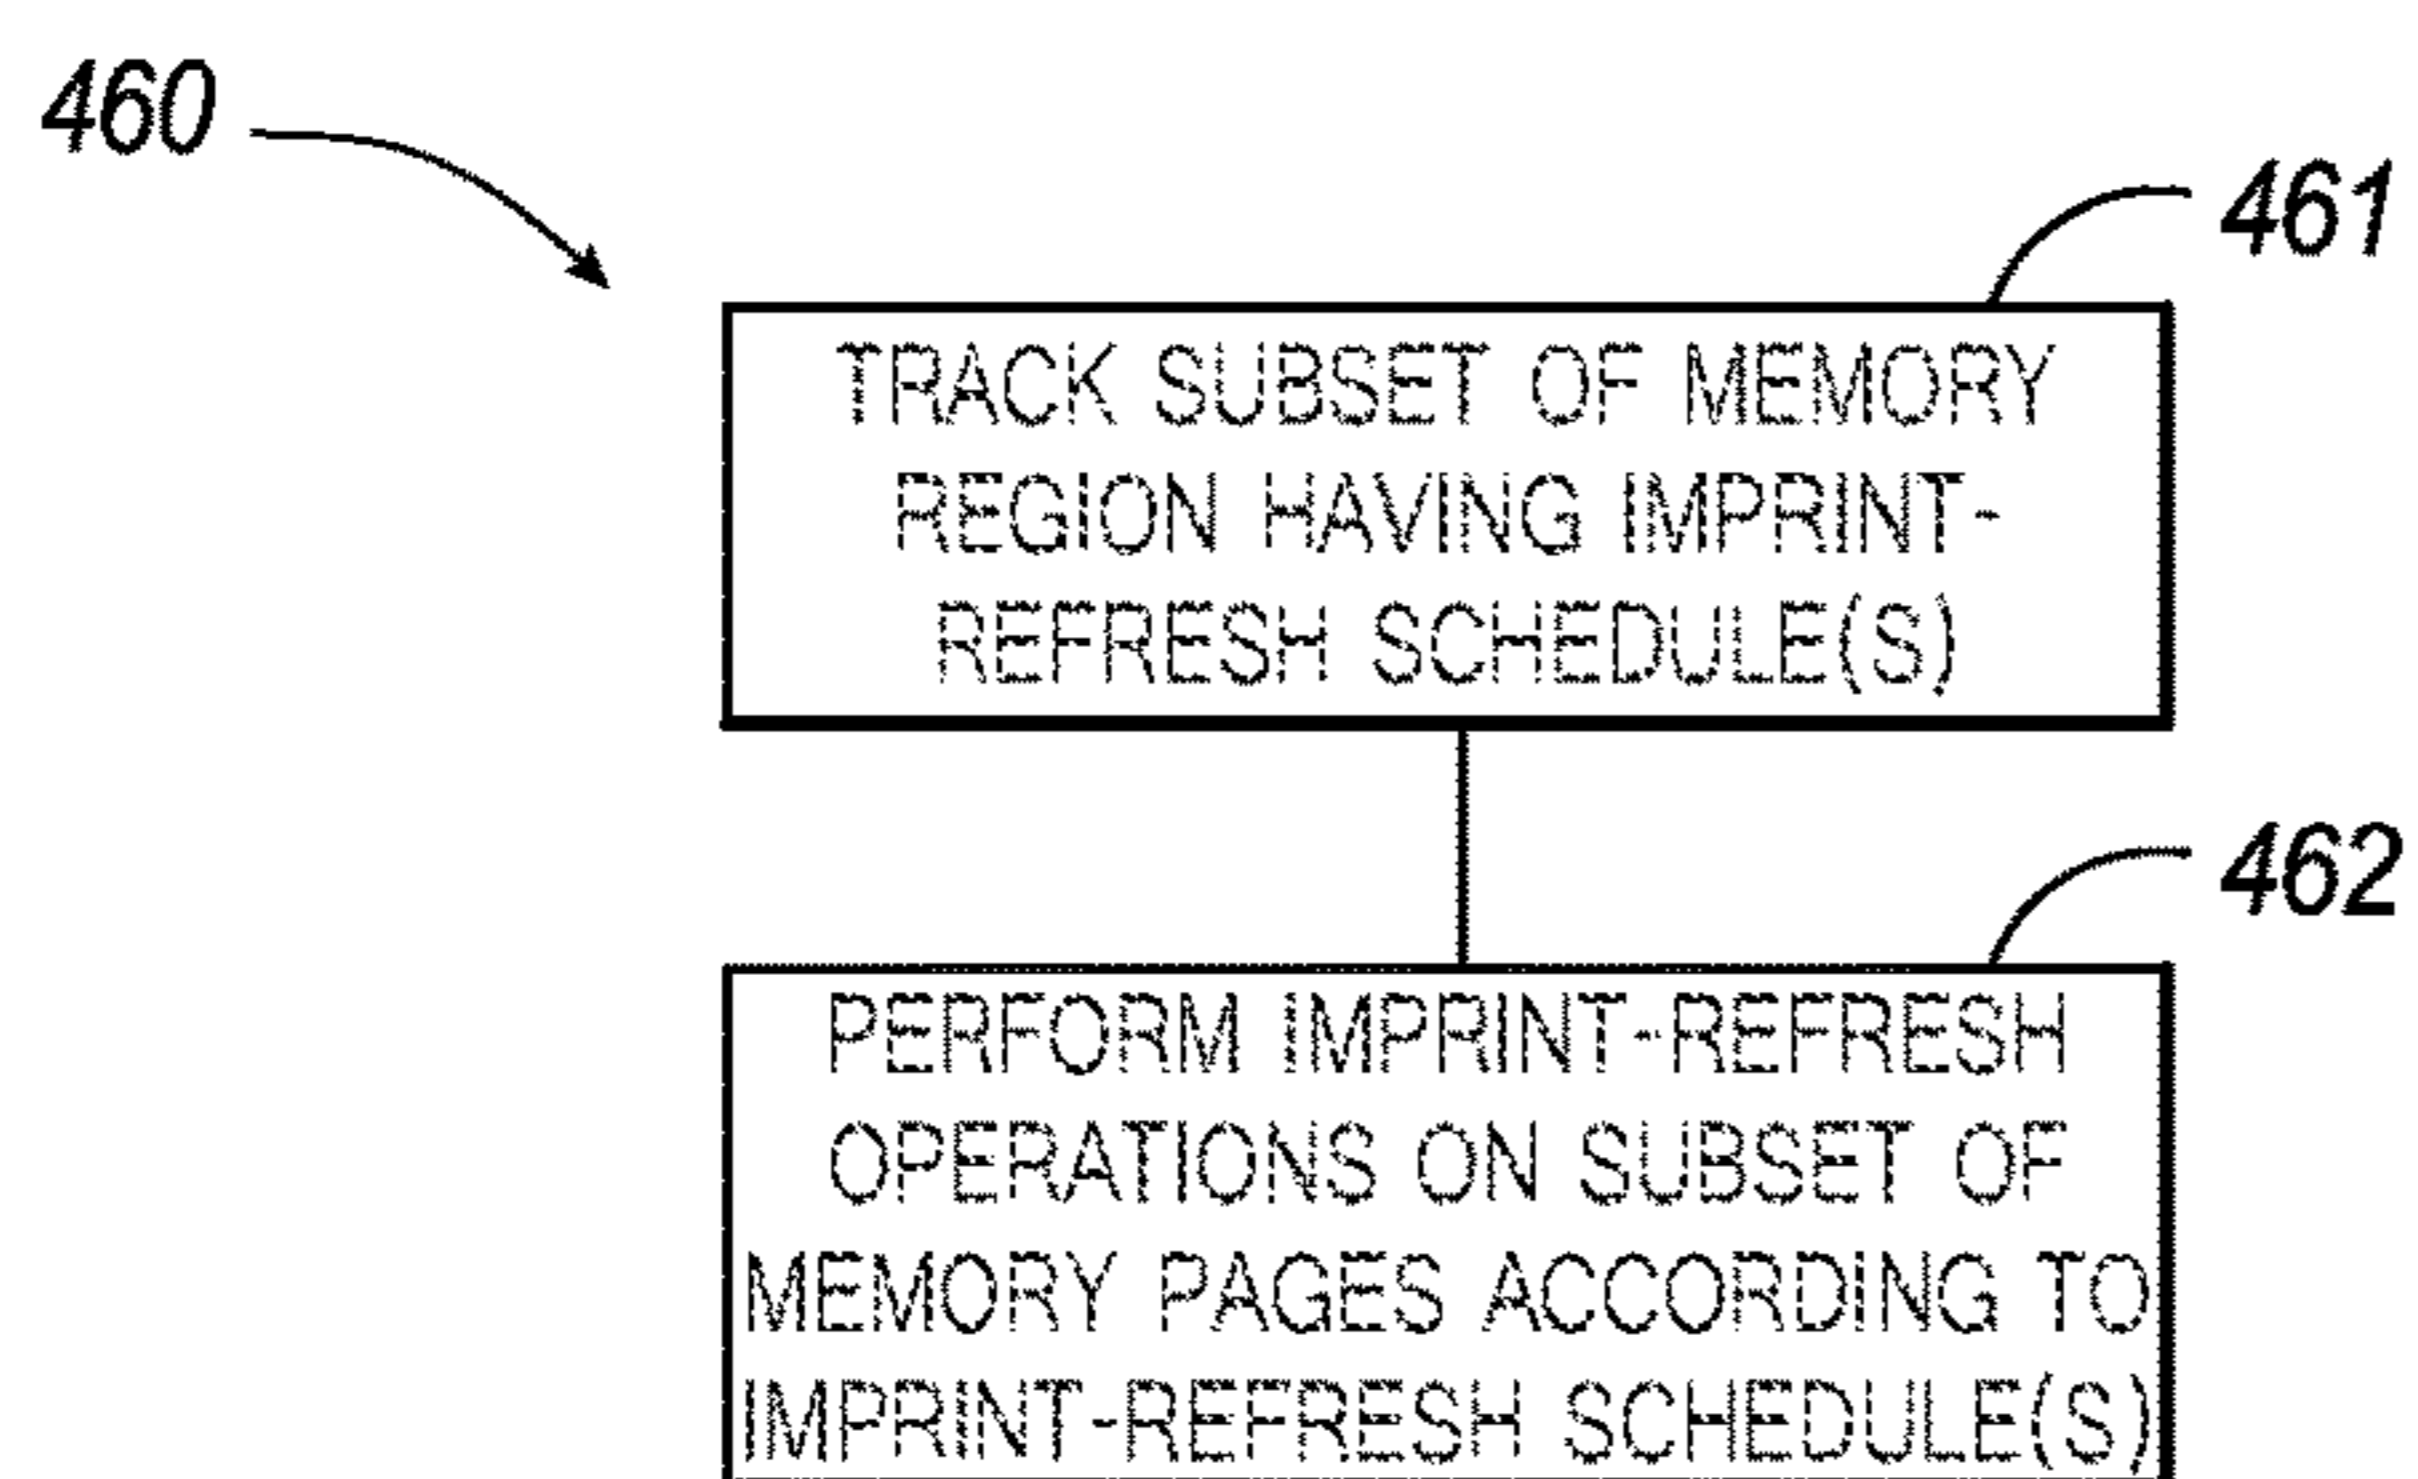 460
461
TRACK SUBSET OF MEMORY
REGION HAVING IMPRINT-
REFRESH SCHEDULE(S)
462
PERFORM IMPRINT-REFRESH
OPERATIONS ON SUBSET OF
MEMORY PAGES ACCORDING TO
IMPRINT-REFRESH SCHEDULE(S)